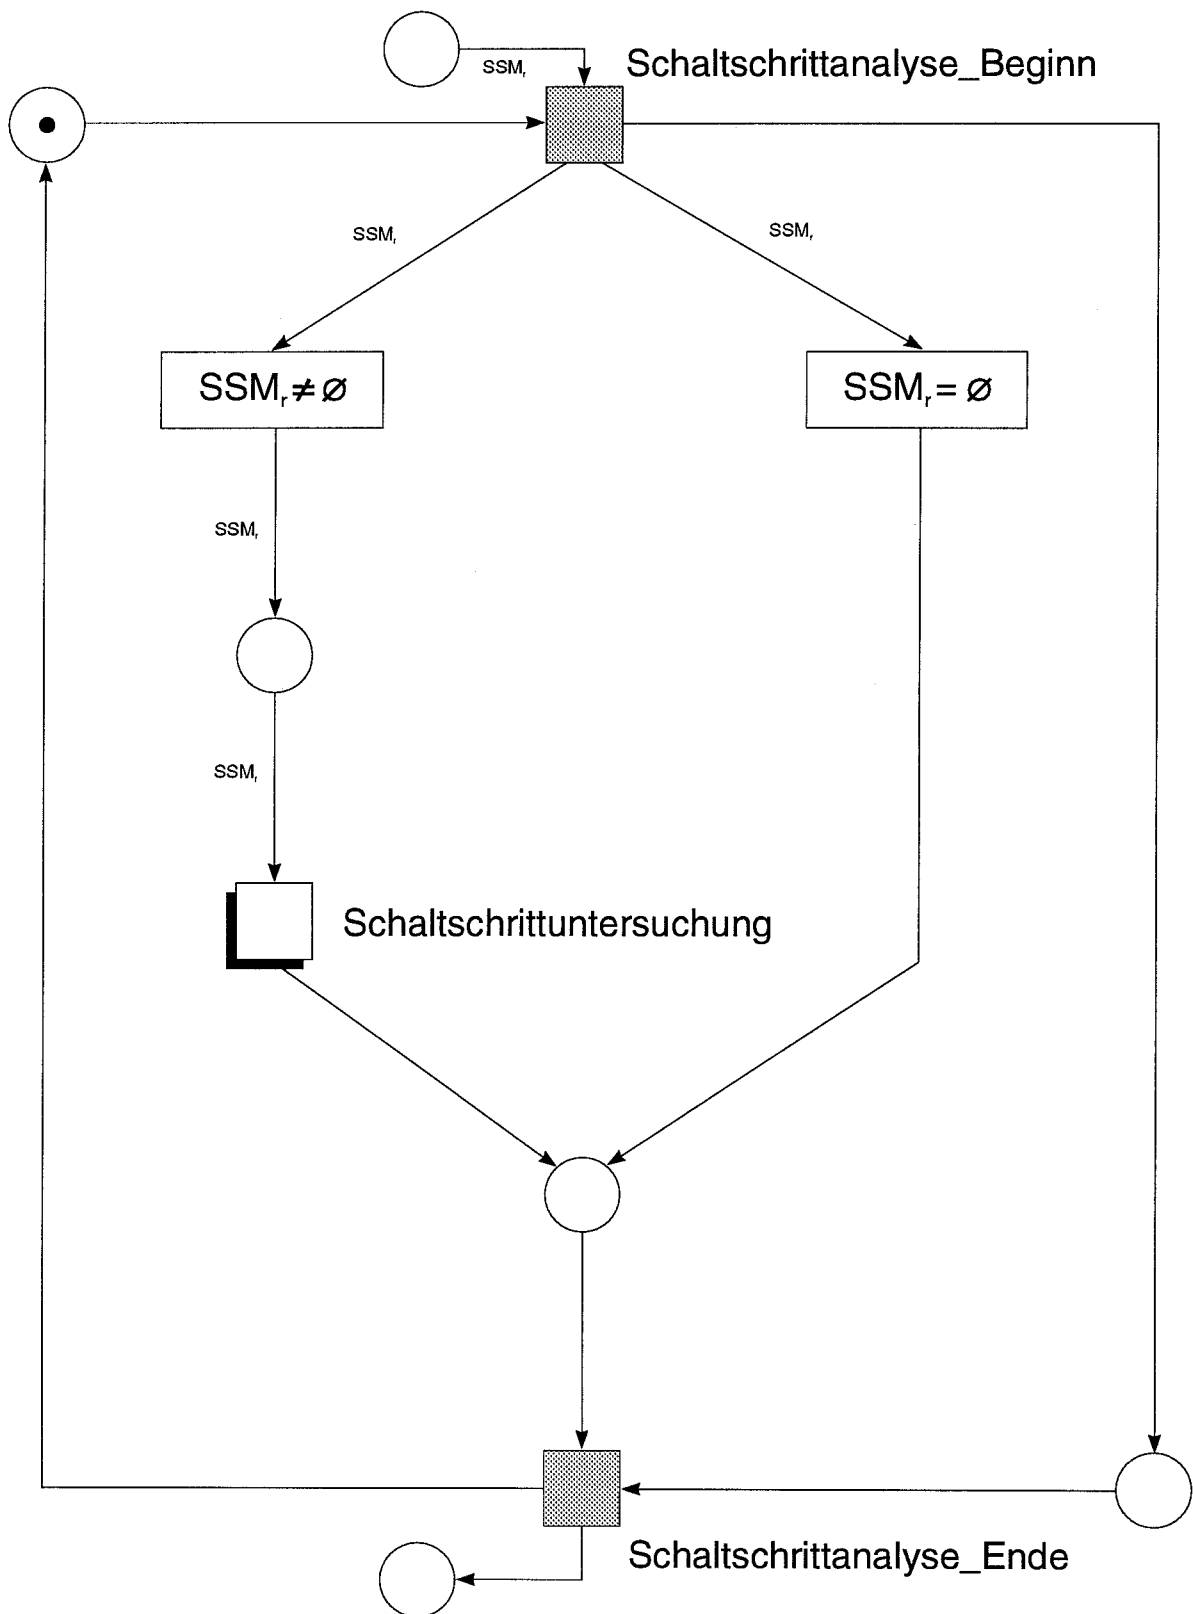 Schaltschrittanalyse_Beginn
SSMr
SSMr
SSMr
SSMr ≠ ∅
SSMr = ∅
SSMr
SSMr
Schaltschrittuntersuchung
Schaltschrittanalyse_Ende